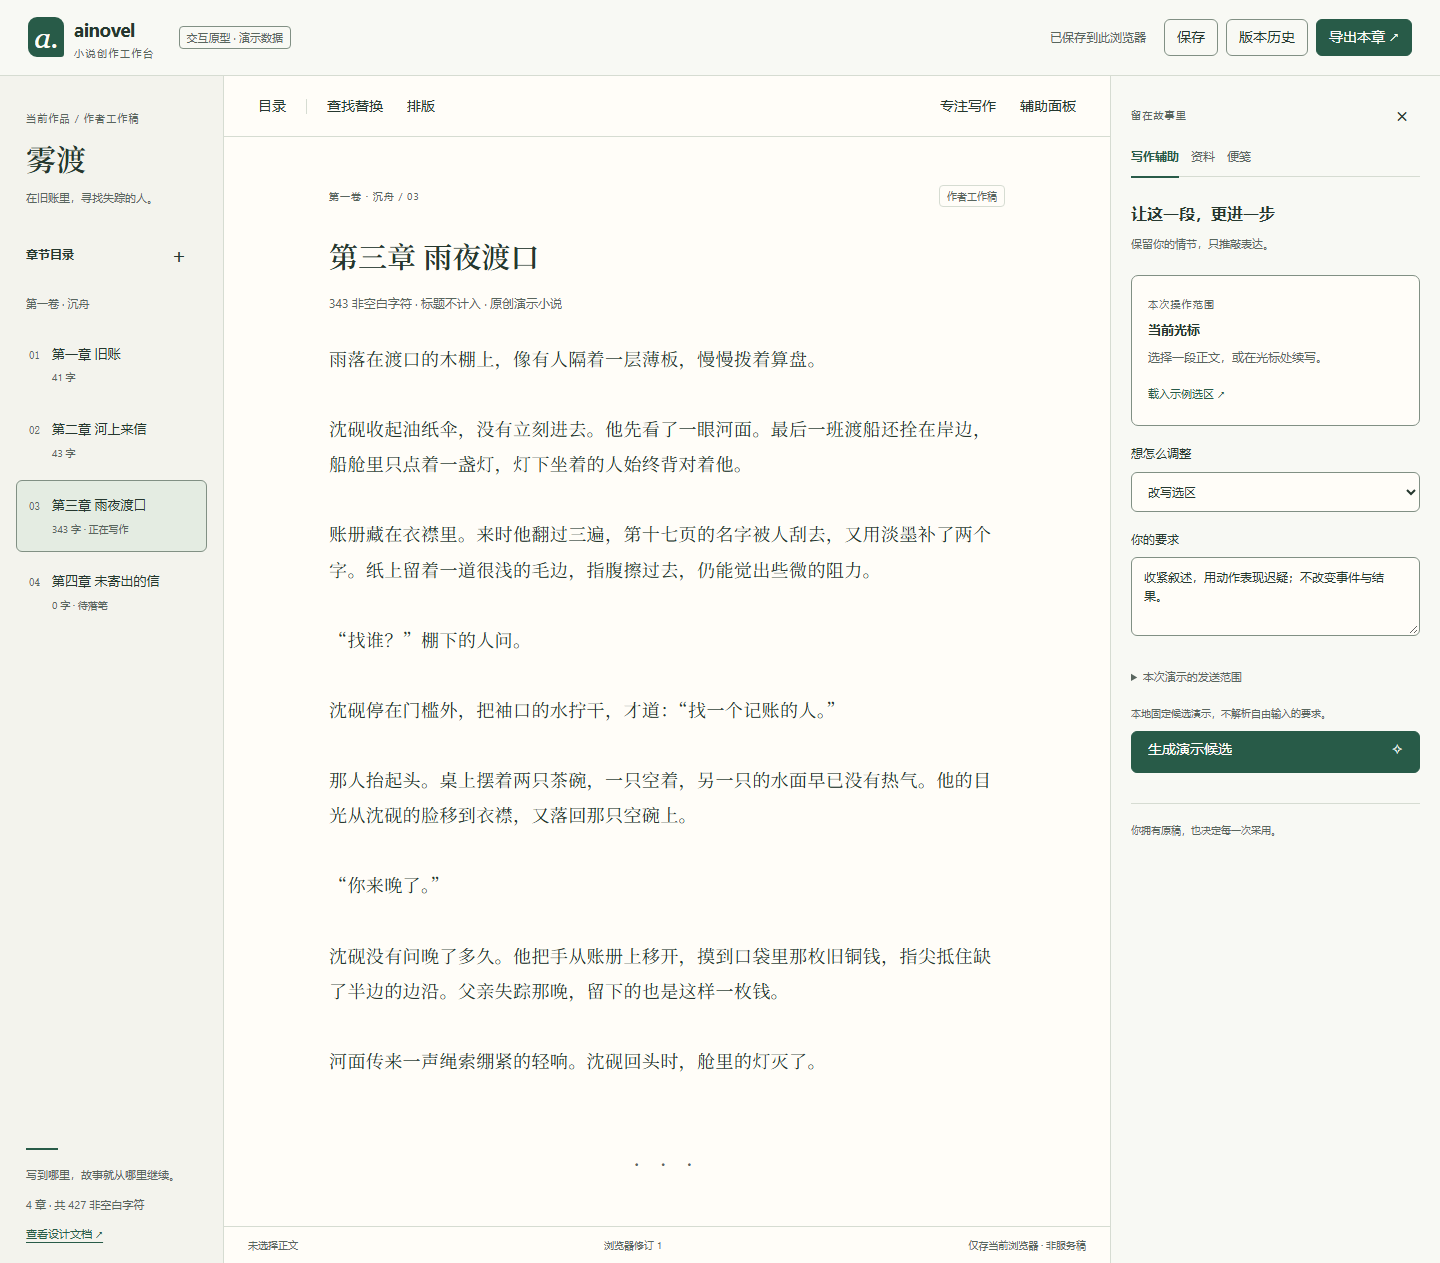 a.
ainovel
小说创作工作台
交互原型 · 演示数据
已保存到此浏览器
保存
版本历史
导出本章 ↗
当前作品 / 作者工作稿
雾渡
在旧账里，寻找失踪的人。
章节目录
+
第一卷 · 沉舟
01 第一章 旧账
41 字
02 第二章 河上来信
43 字
03 第三章 雨夜渡口
343 字 · 正在写作
04 第四章 未寄出的信
0 字 · 待落笔
写到哪里，故事就从哪里继续。
4 章 · 共 427 非空白字符
查看设计文档 ↗
目录
查找替换
排版
专注写作
辅助面板
第一卷 · 沉舟 / 03
作者工作稿
第三章 雨夜渡口
343 非空白字符 · 标题不计入 · 原创演示小说
雨落在渡口的木棚上，像有人隔着一层薄板，慢慢拨着算盘。
沈砚收起油纸伞，没有立刻进去。他先看了一眼河面。最后一班渡船还拴在岸边，
船舱里只点着一盏灯，灯下坐着的人始终背对着他。
账册藏在衣襟里。来时他翻过三遍，第十七页的名字被人刮去，又用淡墨补了两个
字。纸上留着一道很浅的毛边，指腹擦过去，仍能觉出些微的阻力。
“找谁？”棚下的人问。
沈砚停在门槛外，把袖口的水拧干，才道：“找一个记账的人。”
那人抬起头。桌上摆着两只茶碗，一只空着，另一只的水面早已没有热气。他的目
光从沈砚的脸移到衣襟，又落回那只空碗上。
“你来晚了。”
沈砚没有问晚了多久。他把手从账册上移开，摸到口袋里那枚旧铜钱，指尖抵住缺
了半边的边沿。父亲失踪那晚，留下的也是这样一枚钱。
河面传来一声绳索绷紧的轻响。沈砚回头时，舱里的灯灭了。
· · ·
未选择正文
浏览器修订 1
仅存当前浏览器 · 非服务稿
留在故事里
×
写作辅助
资料
便笺
让这一段，更进一步
保留你的情节，只推敲表达。
本次操作范围
当前光标
选择一段正文，或在光标处续写。
载入示例选区 ↗
想怎么调整
改写选区
你的要求
收紧叙述，用动作表现迟疑；不改变事件与结
果。
▶ 本次演示的发送范围
本地固定候选演示，不解析自由输入的要求。
生成演示候选 ✧
你拥有原稿，也决定每一次采用。